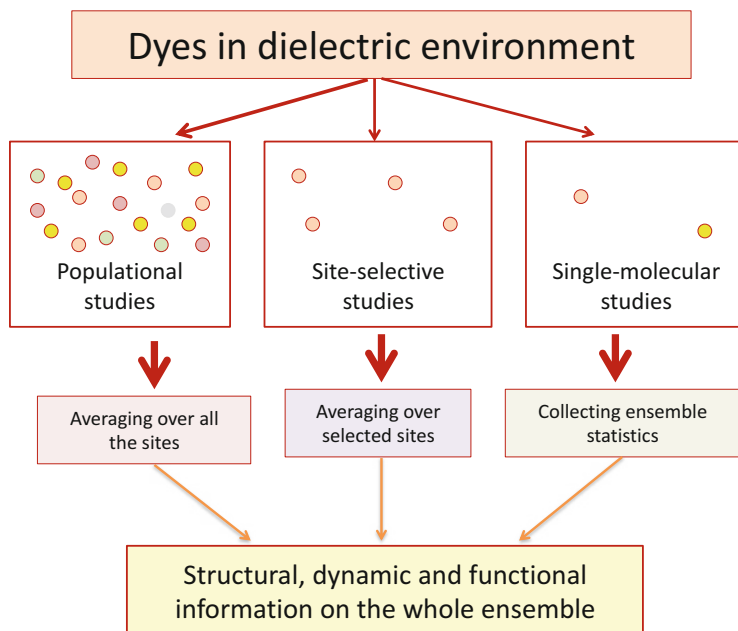 Dyes in dielectric environment
Populational
studies
Site-selective
studies
Single-molecular
studies
Averaging over all
the sites
Averaging over
selected sites
Collecting ensemble
statistics
Structural, dynamic and functional
information on the whole ensemble